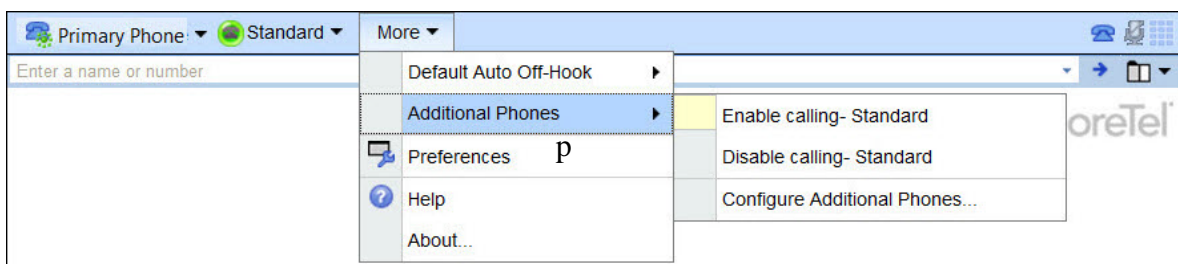 Primary Phone Standard More
Enter a name or number
Default Auto Off-Hook
Additional Phones
Preferences p
Help
About...
Enable calling- Standard
Disable calling- Standard
Configure Additional Phones...
oreTel